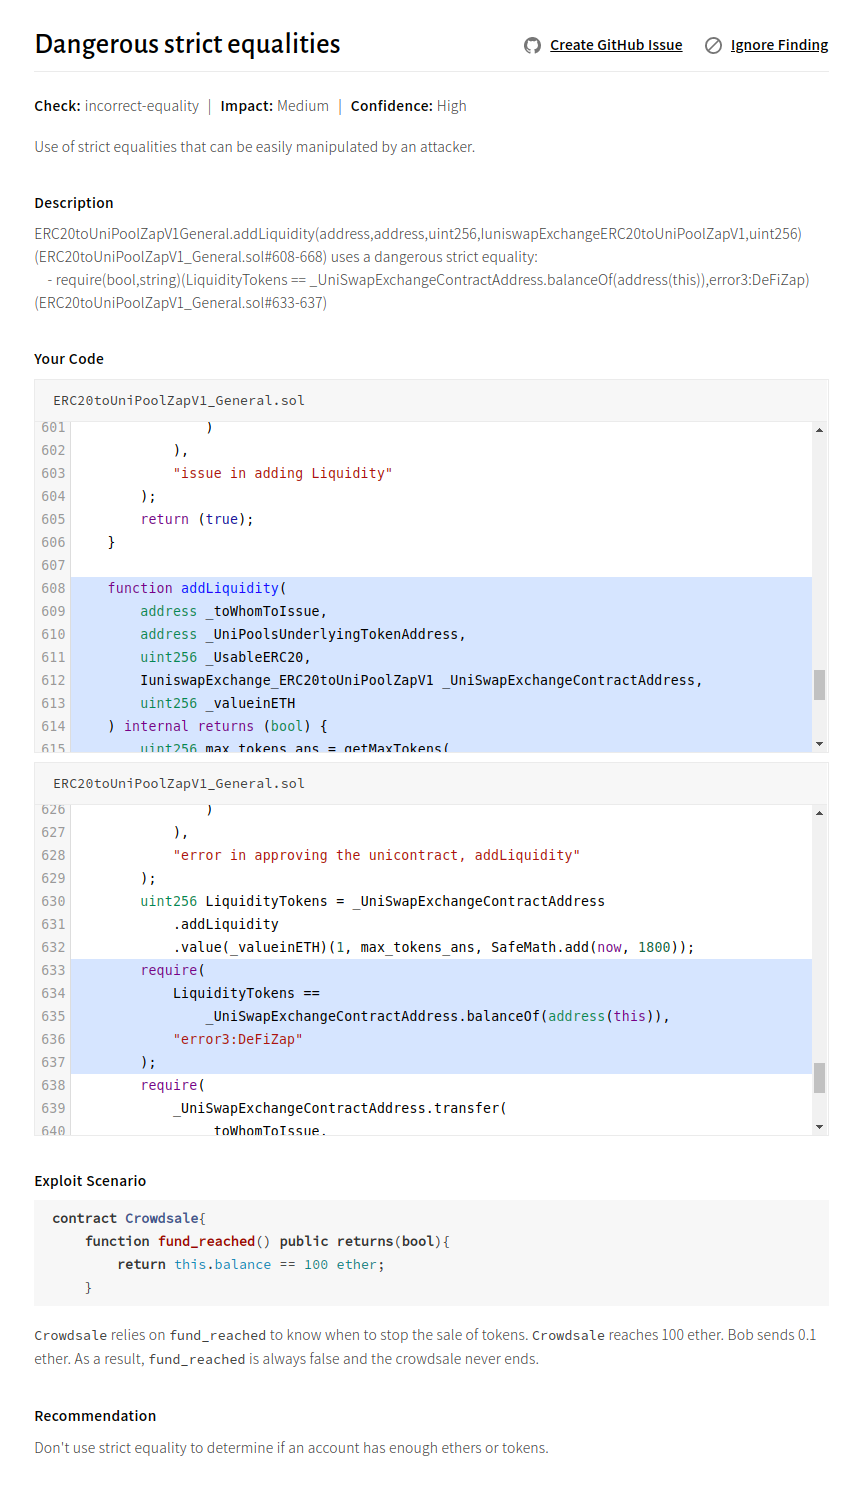 Dangerous strict equalities
Create GitHub Issue
Ignore Finding
Check: incorrect-equality | Impact: Medium | Confidence: High
Use of strict equalities that can be easily manipulated by an attacker.
Description
ERC20toUniPoolZapV1General.addLiquidity(address,address,uint256,IuniswapExchangeERC20toUniPoolZapV1,uint256)
(ERC20toUniPoolZapV1_General.sol#608-668) uses a dangerous strict equality:
- require(bool,string)(LiquidityTokens == _UniSwapExchangeContractAddress.balanceOf(address(this)),error3:DeFiZap)
(ERC20toUniPoolZapV1_General.sol#633-637)
Your Code
ERC20toUniPoolZapV1_General.sol
601 )
602 ),
603 "issue in adding Liquidity"
604 );
605 return (true);
606 }
607
608 function addLiquidity(
609 address _toWhomToIssue,
610 address _UniPoolsUnderlyingTokenAddress,
611 uint256 _UsableERC20,
612 IuniswapExchange_ERC20toUniPoolZapV1 _UniSwapExchangeContractAddress,
613 uint256 _valueinETH
614 ) internal returns (bool) {
615 uint256 max_tokens_ans = getMaxTokens(
ERC20toUniPoolZapV1_General.sol
626 )
627 ),
628 "error in approving the unicontract, addLiquidity"
629 );
630 uint256 LiquidityTokens = _UniSwapExchangeContractAddress
631 .addLiquidity
632 .value(_valueinETH)(1, max_tokens_ans, SafeMath.add(now, 1800));
633 require(
634 LiquidityTokens ==
635 _UniSwapExchangeContractAddress.balanceOf(address(this)),
636 "error3:DeFiZap"
637 );
638 require(
639 _UniSwapExchangeContractAddress.transfer(
640 _toWhomToIssue,
Exploit Scenario
contract Crowdsale{
function fund_reached() public returns(bool){
return this.balance == 100 ether;
}
Crowdsale relies on fund_reached to know when to stop the sale of tokens. Crowdsale reaches 100 ether. Bob sends 0.1
ether. As a result, fund_reached is always false and the crowdsale never ends.
Recommendation
Don't use strict equality to determine if an account has enough ethers or tokens.